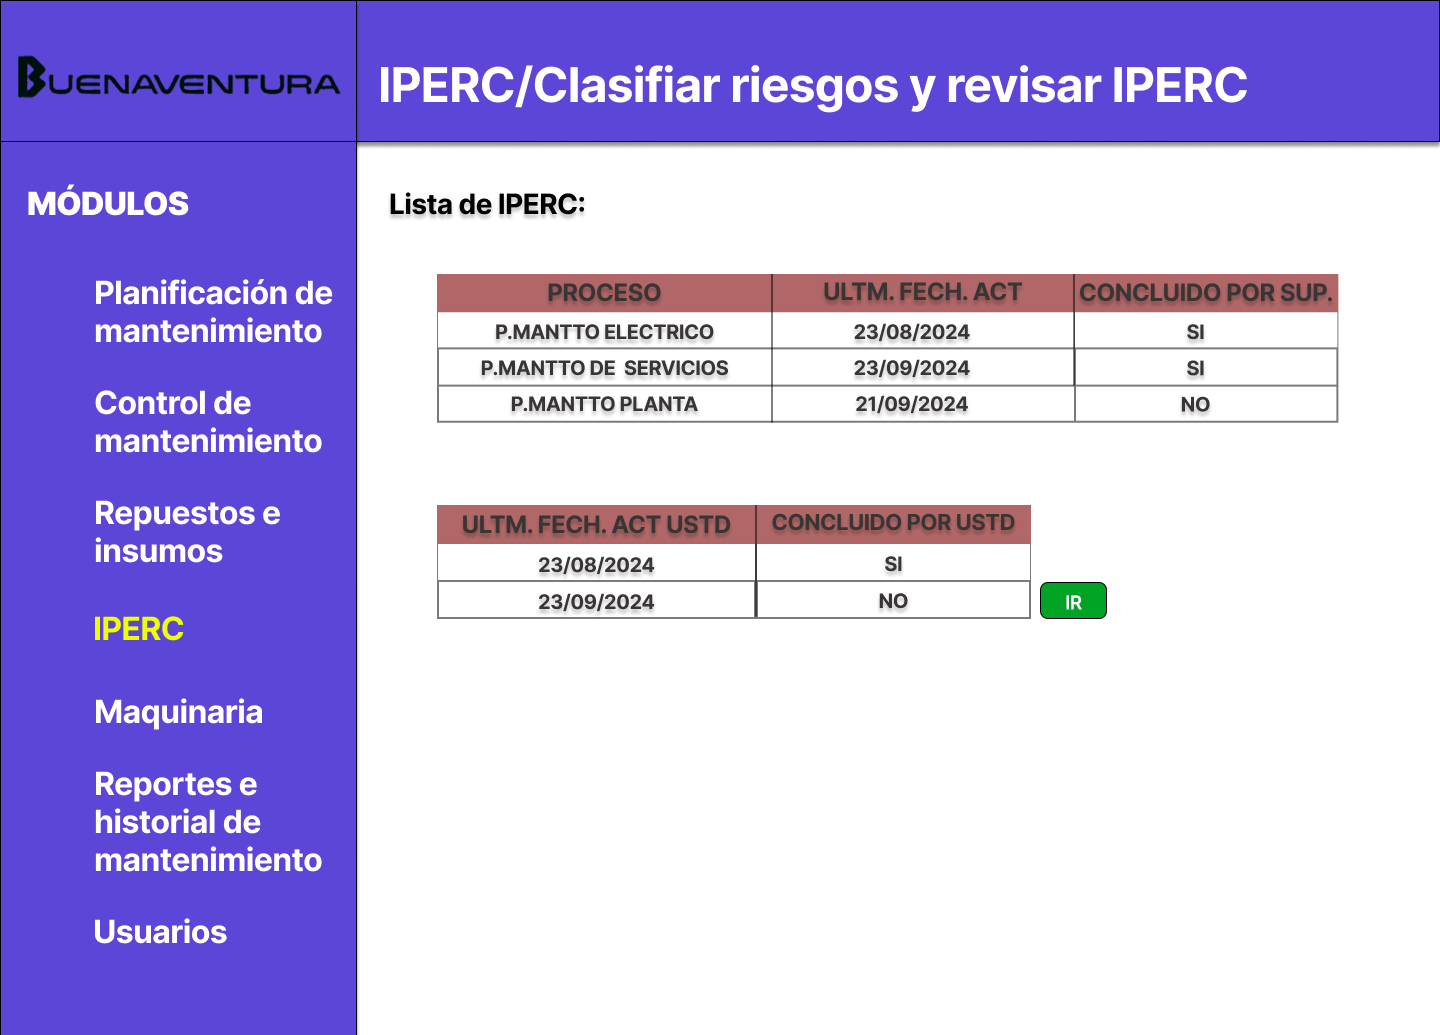 BUENAVENTURA
IPERC/Clasifiar riesgos y revisar IPERC
MÓDULOS
Planificación de
mantenimiento
Control de
mantenimiento
Repuestos e
insumos
IPERC
Maquinaria
Reportes e
historial de
mantenimiento
Usuarios
Lista de IPERC:
PROCESO ULTM. FECH. ACT CONCLUIDO POR SUP.
P.MANTTO ELECTRICO 23/08/2024 SI
P.MANTTO DE SERVICIOS 23/09/2024 SI
P.MANTTO PLANTA 21/09/2024 NO
ULTM. FECH. ACT USTD CONCLUIDO POR USTD
23/08/2024 SI
23/09/2024 NO IR